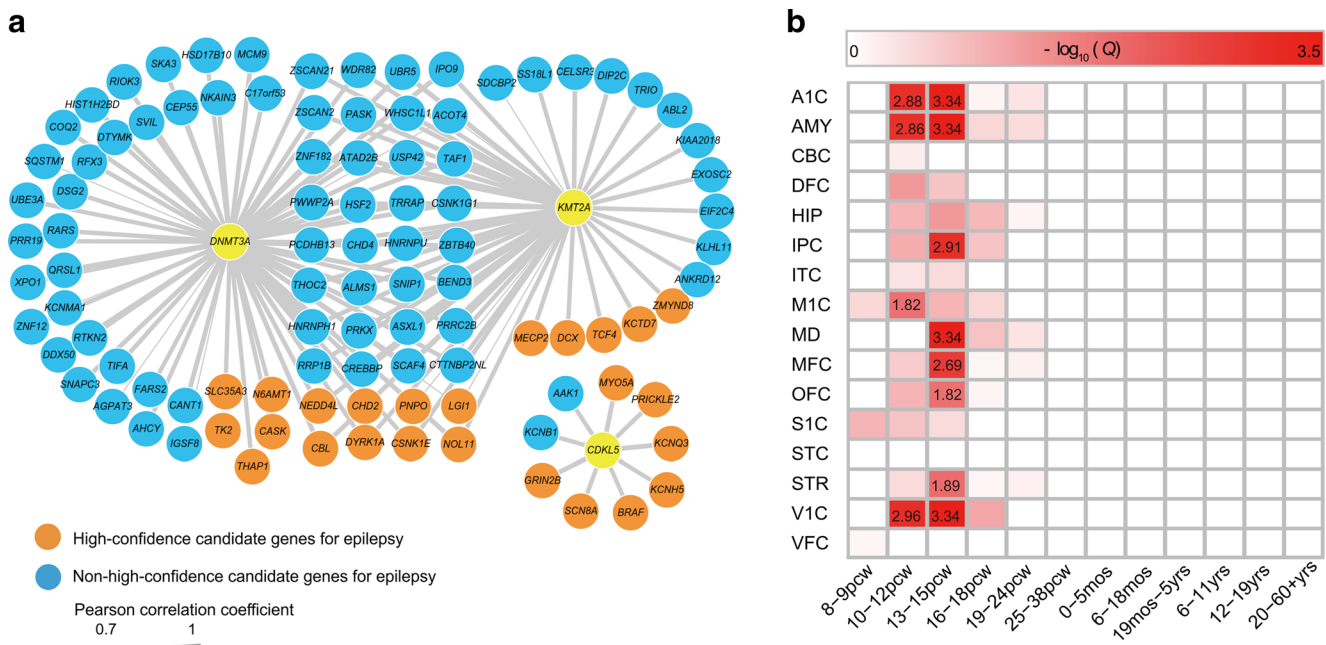 a
HSD17B10
MCM9
SKA3
RIOK3
NKAIN3
C17orf53
HIST1H2BD
CEP55
SVIL
COQ2
DTYMK
SQSTM1
RFX3
UBE3A
DSG2
PRR19
RARS
DNMT3A
XPO1
QRSL1
KCNMA1
ZNF12
RTKN2
DDX50
TIFA
SNAPC3
FARS2
AGPAT3
CANT1
AHCY
IGSF8
SLC35A3
N6AMT1
TK2
CASK
THAP1
ZSCAN21
WDR82
UBR5
IPO9
ZSCAN2
PASK
WHSC1L1
ACOT4
ZNF182
ATAD2B
USP42
TAF1
PWWP2A
HSF2
TRRAP
CSNK1G1
PCDHB13
CHD4
HNRNPU
ZBTB40
THOC2
ALMS1
SNIP1
BEND3
HNRNPH1
PRKX
ASXL1
PRRC2B
RRP1B
CREBBP
SCAF4
CTTNBP2NL
NEDD4L
CHD2
PNPO
LGI1
CBL
DYRK1A
CSNK1E
NOL11
SDCBP2
SS18L1
CELSR3
DIP2C
TRIO
ABL2
KIAA2018
EXOSC2
EIF2C4
KLHL11
ANKRD12
KMT2A
ZMYND8
KCTD7
TCF4
DCX
MECP2
MYO5A
AAK1
PRICKLE2
KCNB1
CDKL5
KCNQ3
GRIN2B
KCNH5
SCN8A
BRAF
High-confidence candidate genes for epilepsy
Non-high-confidence candidate genes for epilepsy
Pearson correlation coefficient
0.7 1
b
0 - log10 (Q) 3.5
A1C 2.88 3.34
AMY 2.86 3.34
CBC
DFC
HIP
IPC 2.91
ITC
M1C 1.82
MD 3.34
MFC 2.69
OFC 1.82
S1C
STC
STR 1.89
V1C 2.96 3.34
VFC
8–9pcw
10–12pcw
13–15pcw
16–18pcw
19–24pcw
25–38pcw
0–5mos
6–18mos
19mos–5yrs
6–11yrs
12–19yrs
20–60+yrs